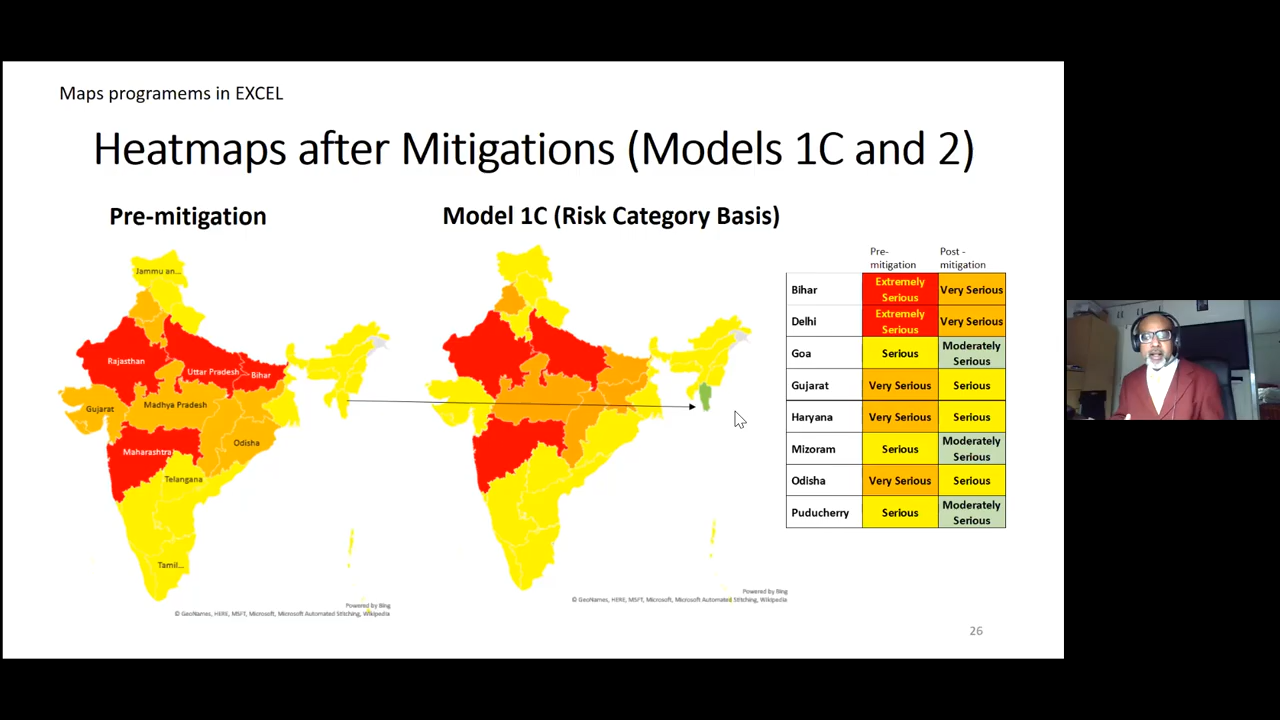 Maps programems in EXCEL
Heatmaps after Mitigations (Models 1C and 2)
Pre-mitigation
Model 1C (Risk Category Basis)
Jammu an...
Rajasthan
Uttar Pradesh
Bihar
Gujarat
Madhya Pradesh
Odisha
Maharashtra
Telangana
Tamil...
Powered by Bing
© GeoNames, HERE, MSFT, Microsoft, Microsoft Automated Stitching, Wikipedia
Powered by Bing
© GeoNames, HERE, MSFT, Microsoft, Microsoft Automated Stitching, Wikipedia
Pre-
mitigation
Post -
mitigation
Bihar
Extremely
Serious
Very Serious
Delhi
Extremely
Serious
Very Serious
Goa
Serious
Moderately
Serious
Gujarat
Very Serious
Serious
Haryana
Very Serious
Serious
Mizoram
Serious
Moderately
Serious
Odisha
Very Serious
Serious
Puducherry
Serious
Moderately
Serious
26